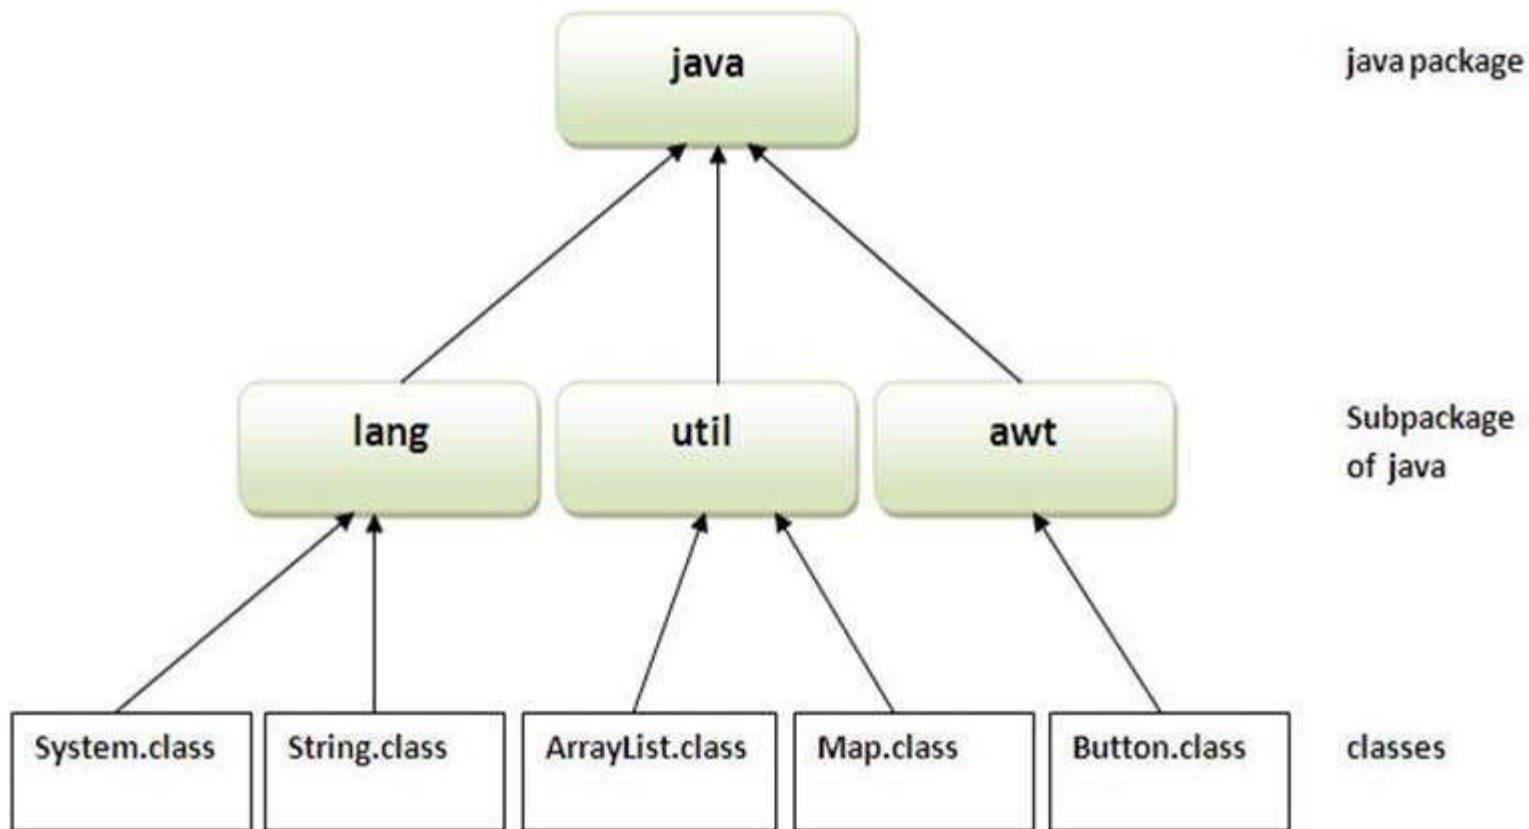 java
java package
lang
util
awt
Subpackage
of java
System.class
String.class
ArrayList.class
Map.class
Button.class
classes